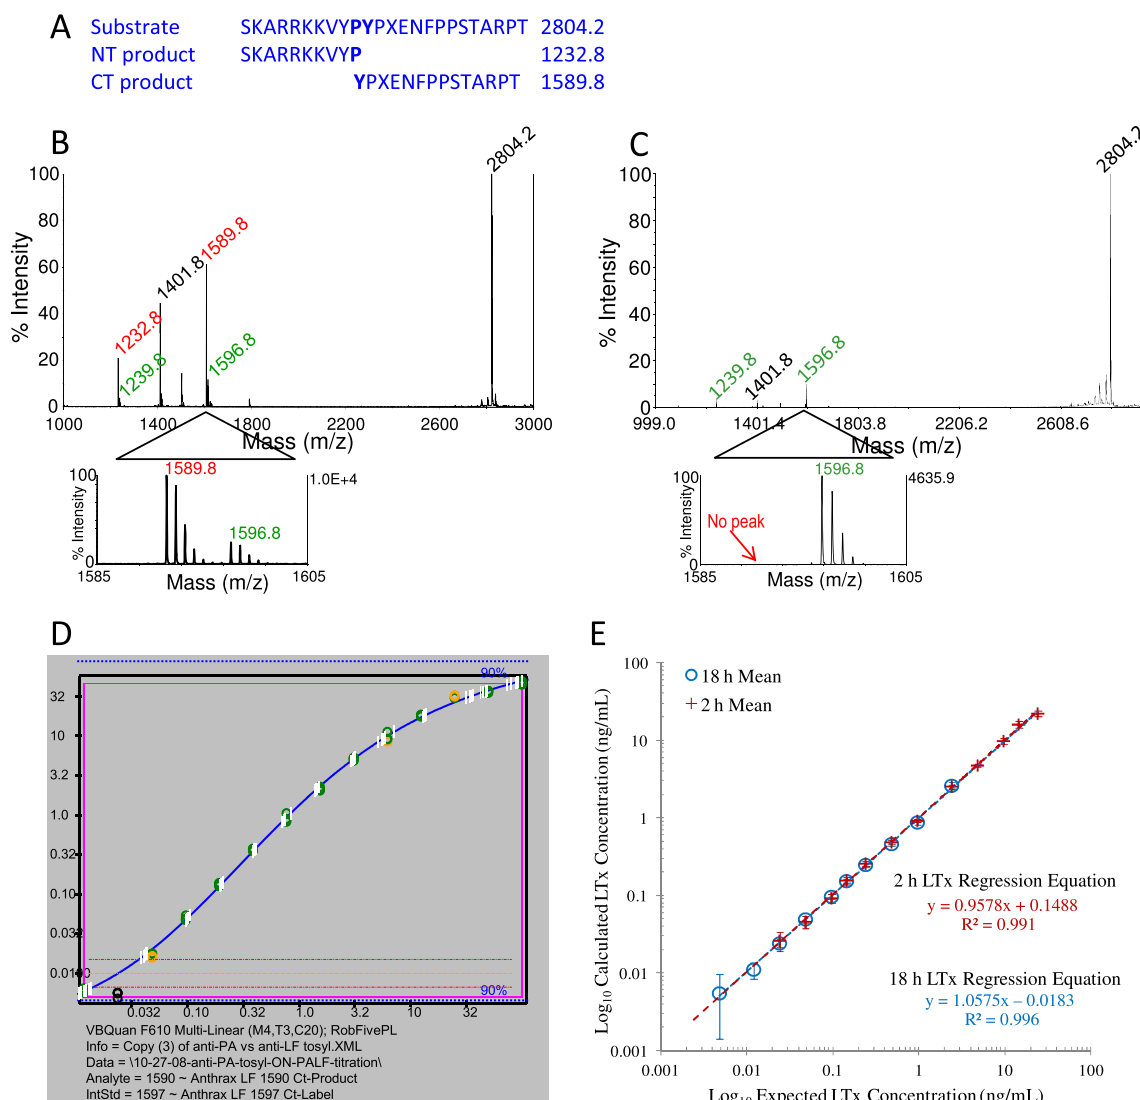 A
Substrate SKARRKKVYPYPXENFPPSTARPT 2804.2
NT product SKARRKKVYP 1232.8
CT product YPXENFPPSTARPT 1589.8
B
2804.2
100
80
60
40
20
0
% Intensity
1232.8
1239.8
1401.8
1589.8
1596.8
1000 1400 1800 2200 2600 3000
Mass (m/z)
1589.8
100
1.0E+4
% Intensity
1596.8
0
1585 1605
Mass (m/z)
C
2804.2
100
80
60
40
20
0
% Intensity
1239.8
1401.8
1596.8
999.0 1401.4 1803.8 2206.2 2608.6
Mass (m/z)
1596.8
100
4635.9
% Intensity
No peak
0
1585 1605
Mass (m/z)
D
90%
32
10
3.2
1.0
0.32
0.10
0.032
0.0100
90%
0.032 0.10 0.32 1.0 3.2 10 32
VBQuan F610 Multi-Linear (M4,T3,C20); RobFivePL
Info = Copy (3) of anti-PA vs anti-LF tosyl.XML
Data = \10-27-08-anti-PA-tosyl-ON-PALF-titration\
Analyte = 1590 ~ Anthrax LF 1590 Ct-Product
IntStd = 1597 ~ Anthrax LF 1597 Ct-Label
E
100
10
1
0.1
0.01
0.001
Log10 Calculated LTx Concentration (ng/mL)
18 h Mean
2 h Mean
2 h LTx Regression Equation
y = 0.9578x + 0.1488
R² = 0.991
18 h LTx Regression Equation
y = 1.0575x – 0.0183
R² = 0.996
0.001 0.01 0.1 1 10 100
Log10 Expected LTx Concentration (ng/mL)